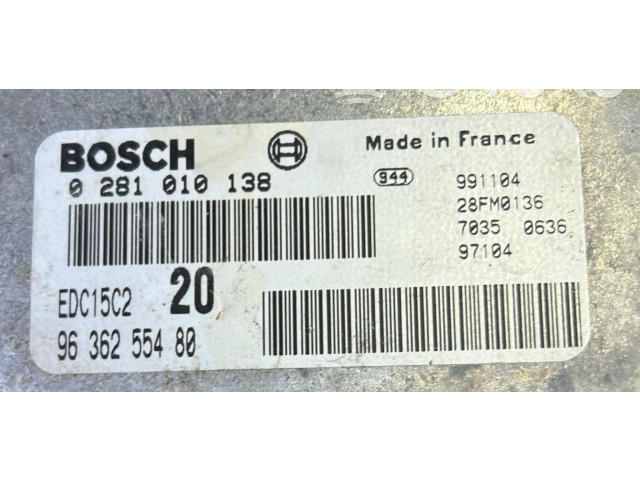 BOSCH
0 281 010 138
EDC15C2 20
96 362 554 80
Made in France
944
991104
28FM0136
7035 0636
97104